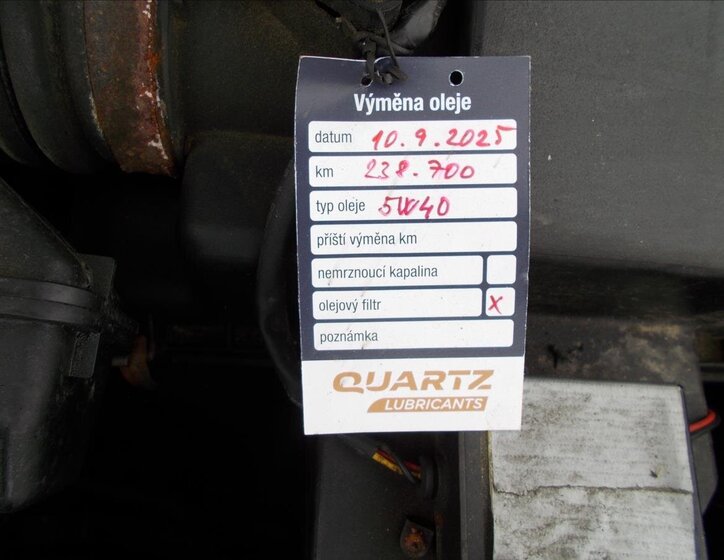 Výměna oleje
datum 10.9.2025
km 238.700
typ oleje 5W40
příští výměna km
nemrznoucí kapalina
olejový filtr X
poznámka
QUARTZ
LUBRICANTS